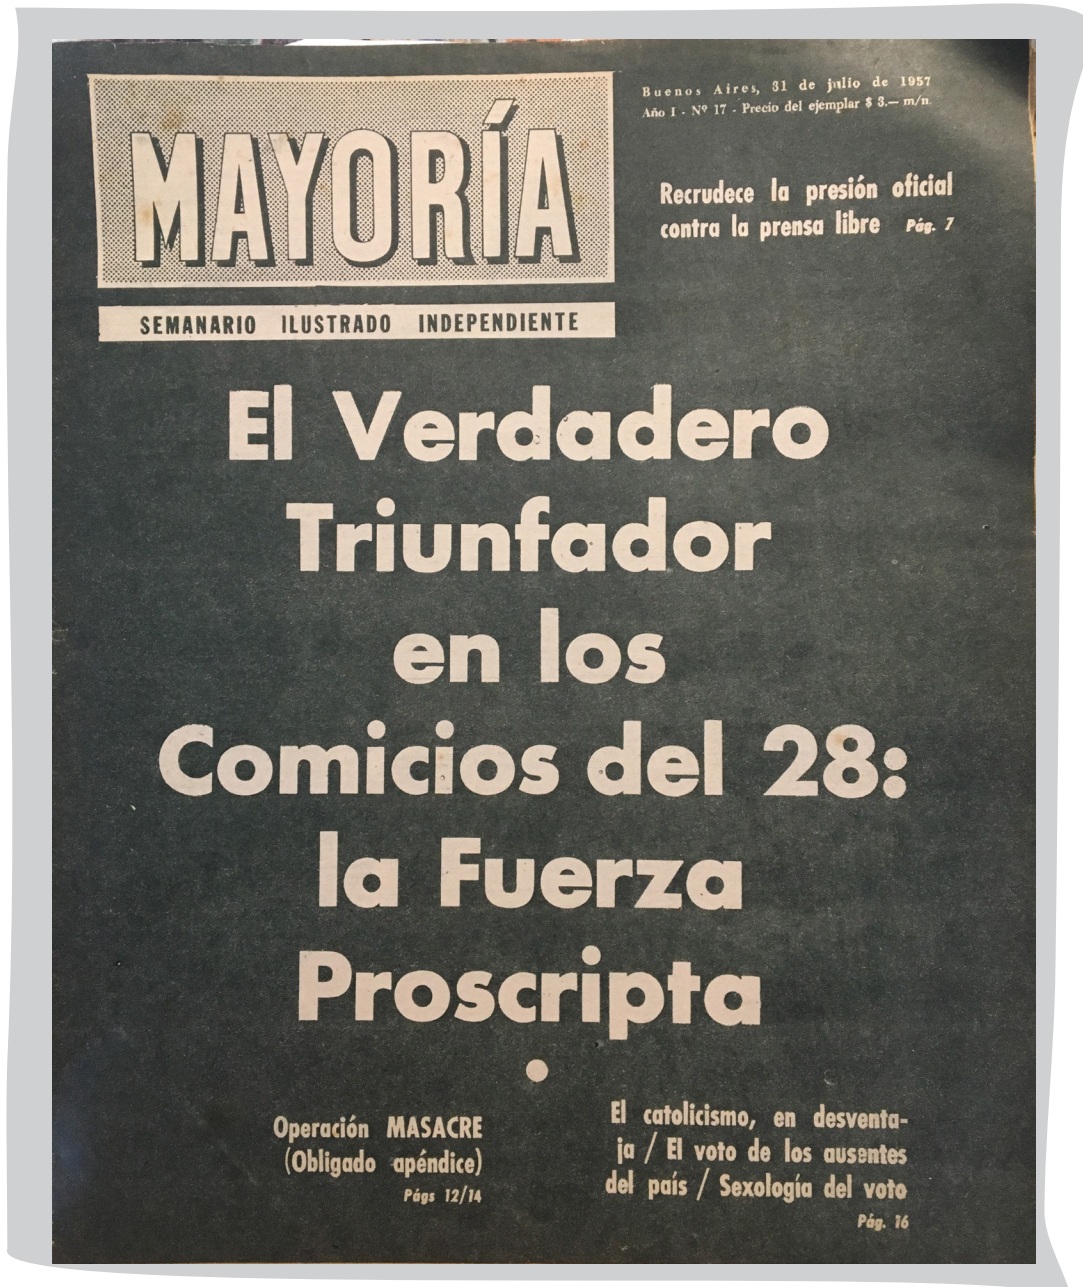 MAYORÍA
SEMANARIO ILUSTRADO INDEPENDIENTE
Buenos Aires, 31 de julio de 1957
Año I - Nº 17 - Precio del ejemplar $ 3.— m/n.
Recrudece la presión oficial
contra la prensa libre Pág. 7
El Verdadero
Triunfador
en los
Comicios del 28:
la Fuerza
Proscripta
Operación MASACRE
(Obligado apéndice)
Págs 12/14
El catolicismo, en desventa-
ja / El voto de los ausentes
del país / Sexología del voto
Pág. 16